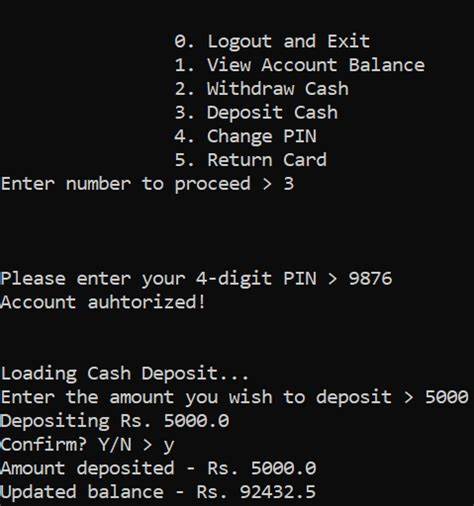 0. Logout and Exit
1. View Account Balance
2. Withdraw Cash
3. Deposit Cash
4. Change PIN
5. Return Card
Enter number to proceed > 3
Please enter your 4-digit PIN > 9876
Account auhtorized!
Loading Cash Deposit...
Enter the amount you wish to deposit > 5000
Depositing Rs. 5000.0
Confirm? Y/N > y
Amount deposited - Rs. 5000.0
Updated balance - Rs. 92432.5